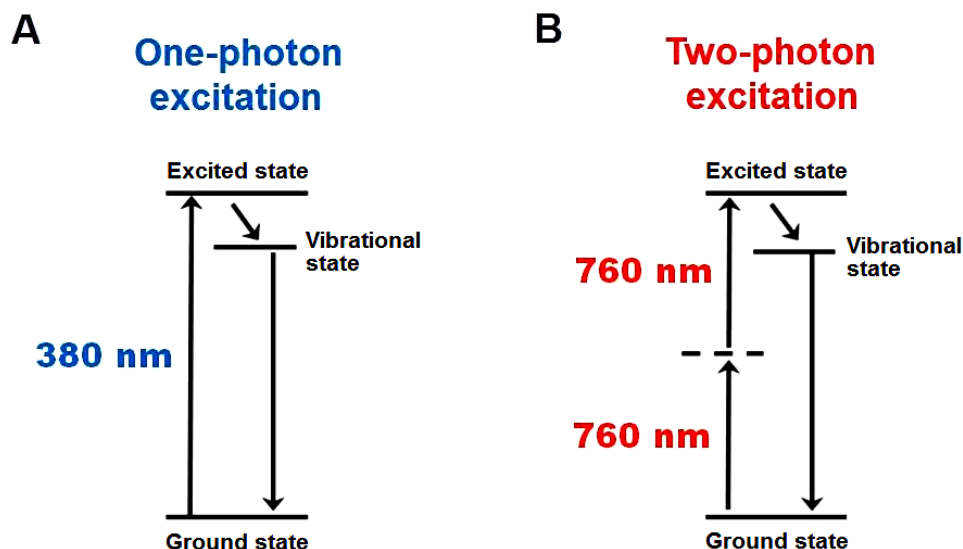 A
One-photon
excitation
Excited state
Vibrational
state
380 nm
Ground state
B
Two-photon
excitation
Excited state
Vibrational
state
760 nm
760 nm
Ground state